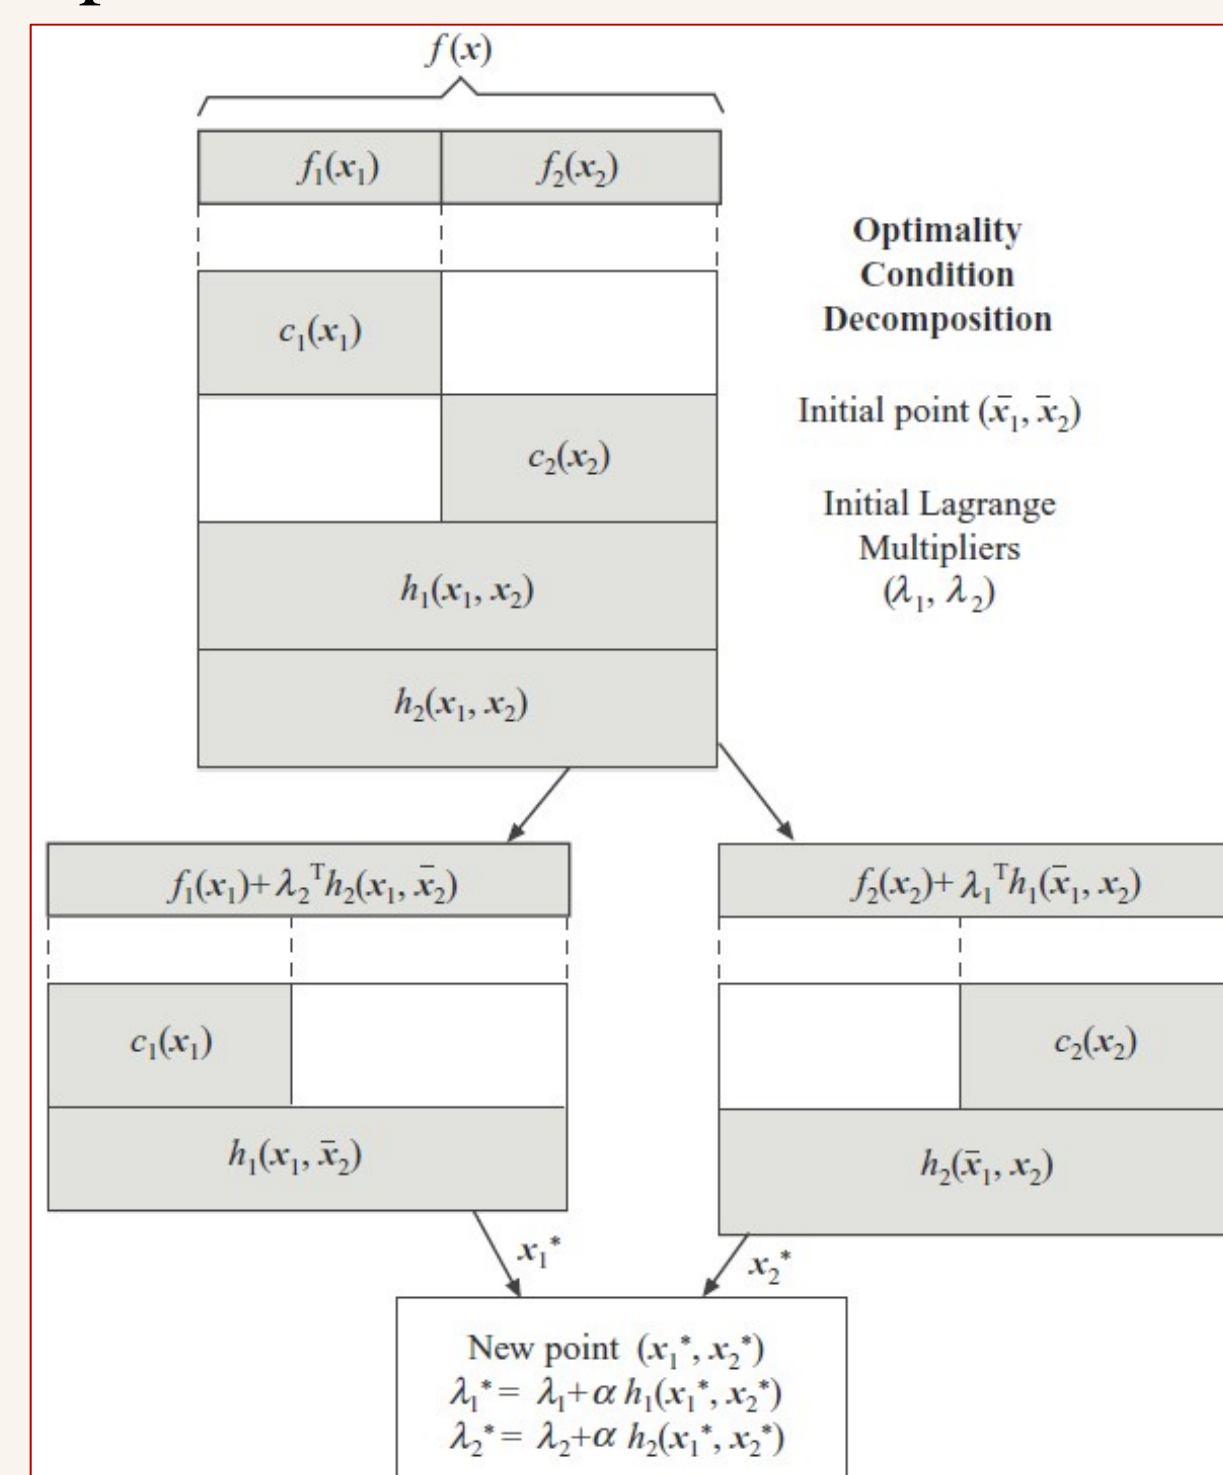 f(x)
f₁(x₁) f₂(x₂)
Optimality
Condition
Decomposition
c₁(x₁)
Initial point (x̄₁, x̄₂)
c₂(x₂)
Initial Lagrange
Multipliers
(λ₁, λ₂)
h₁(x₁, x₂)
h₂(x₁, x₂)
f₁(x₁)+λ₂ᵀh₂(x₁, x̄₂)
f₂(x₂)+λ₁ᵀh₁(x̄₁, x₂)
c₁(x₁)
c₂(x₂)
h₁(x₁, x̄₂)
h₂(x̄₁, x₂)
x₁*
x₂*
New point (x₁*, x₂*)
λ₁*= λ₁+α h₁(x₁*, x₂*)
λ₂*= λ₂+α h₂(x₁*, x₂*)